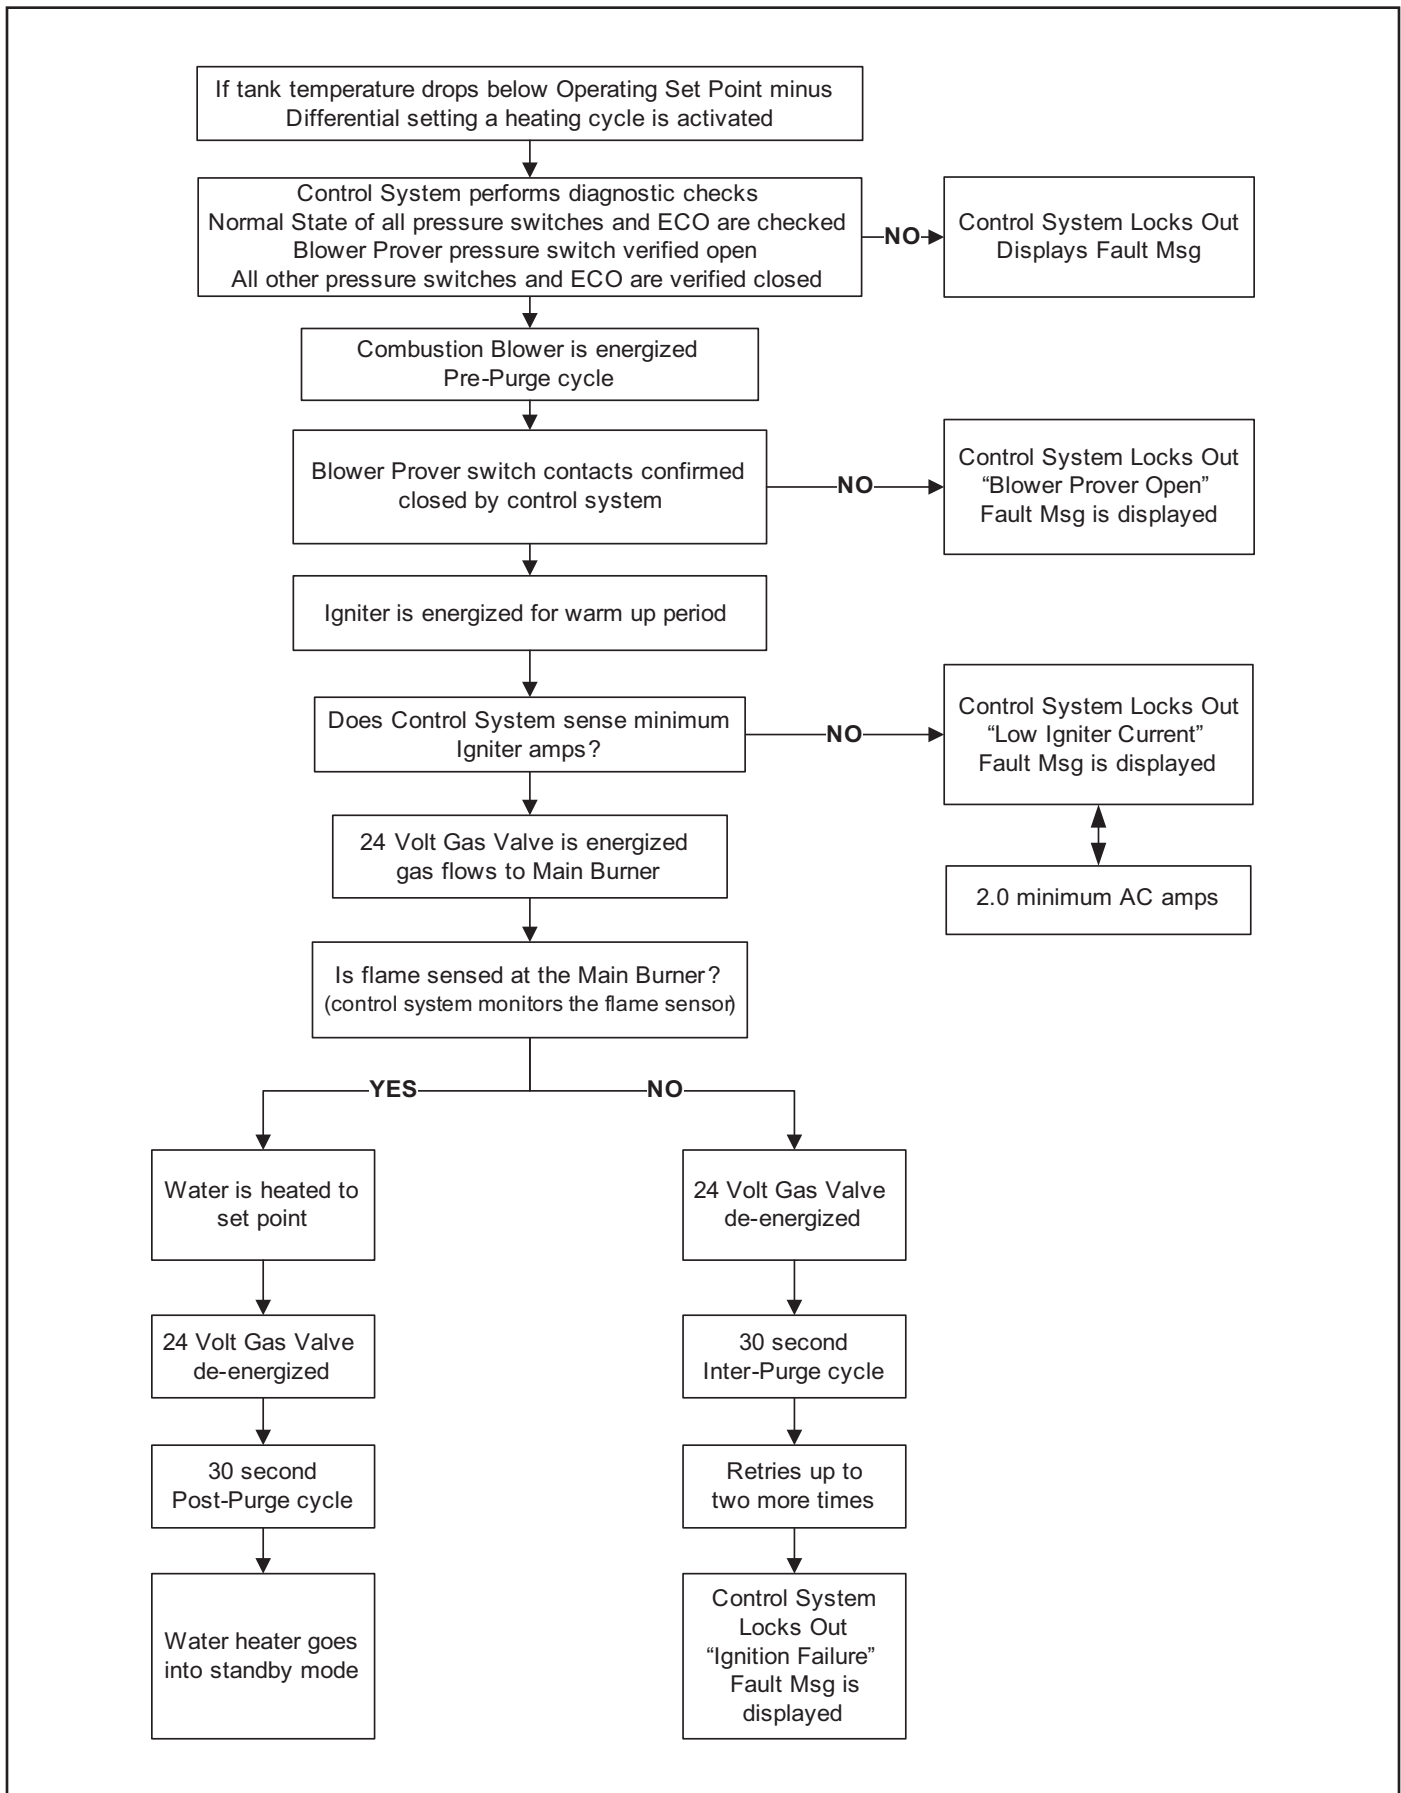 If tank temperature drops below Operating Set Point minus
Differential setting a heating cycle is activated
Control System performs diagnostic checks
Normal State of all pressure switches and ECO are checked
Blower Prover pressure switch verified open
All other pressure switches and ECO are verified closed
NO
Control System Locks Out
Displays Fault Msg
Combustion Blower is energized
Pre-Purge cycle
Blower Prover switch contacts confirmed
closed by control system
NO
Control System Locks Out
“Blower Prover Open”
Fault Msg is displayed
Igniter is energized for warm up period
Does Control System sense minimum
Igniter amps?
NO
Control System Locks Out
“Low Igniter Current”
Fault Msg is displayed
2.0 minimum AC amps
24 Volt Gas Valve is energized
gas flows to Main Burner
Is flame sensed at the Main Burner?
(control system monitors the flame sensor)
YES
NO
Water is heated to
set point
24 Volt Gas Valve
de-energized
30 second
Post-Purge cycle
Water heater goes
into standby mode
24 Volt Gas Valve
de-energized
30 second
Inter-Purge cycle
Retries up to
two more times
Control System
Locks Out
“Ignition Failure”
Fault Msg is
displayed